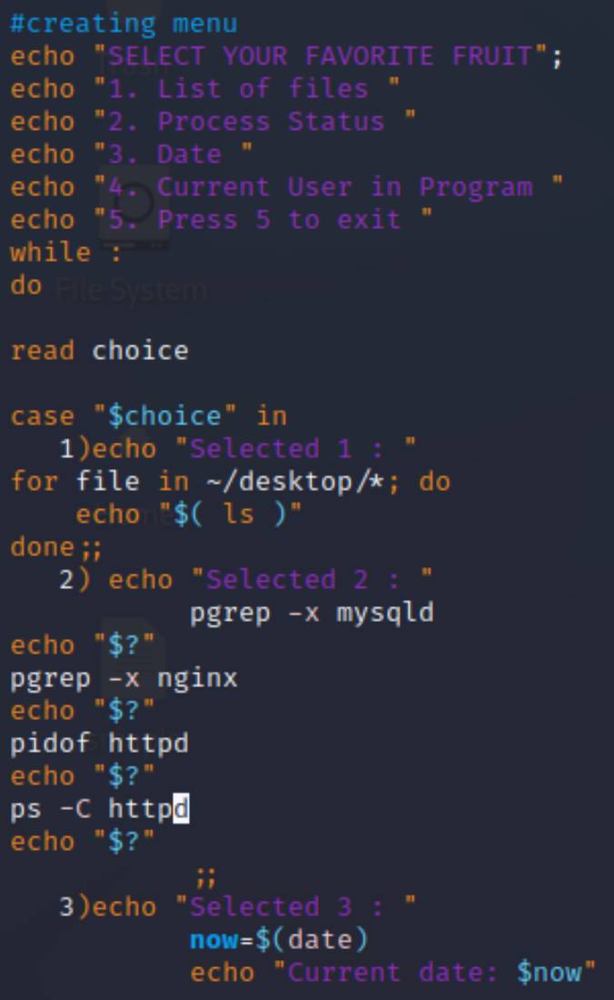 #creating menu
echo "SELECT YOUR FAVORITE FRUIT";
echo "1. List of files "
echo "2. Process Status "
echo "3. Date "
echo "4. Current User in Program "
echo "5. Press 5 to exit "
while :
do
File System

read choice

case "$choice" in
   1)echo "Selected 1 : "
for file in ~/desktop/*; do
    echo "$( ls )"
done;;
   2) echo "Selected 2 : "
           pgrep -x mysqld
echo "$?"
pgrep -x nginx
echo "$?"
pidof httpd
echo "$?"
ps -C httpd
echo "$?"
           ;;
   3)echo "Selected 3 : "
           now=$(date)
           echo "Current date: $now"